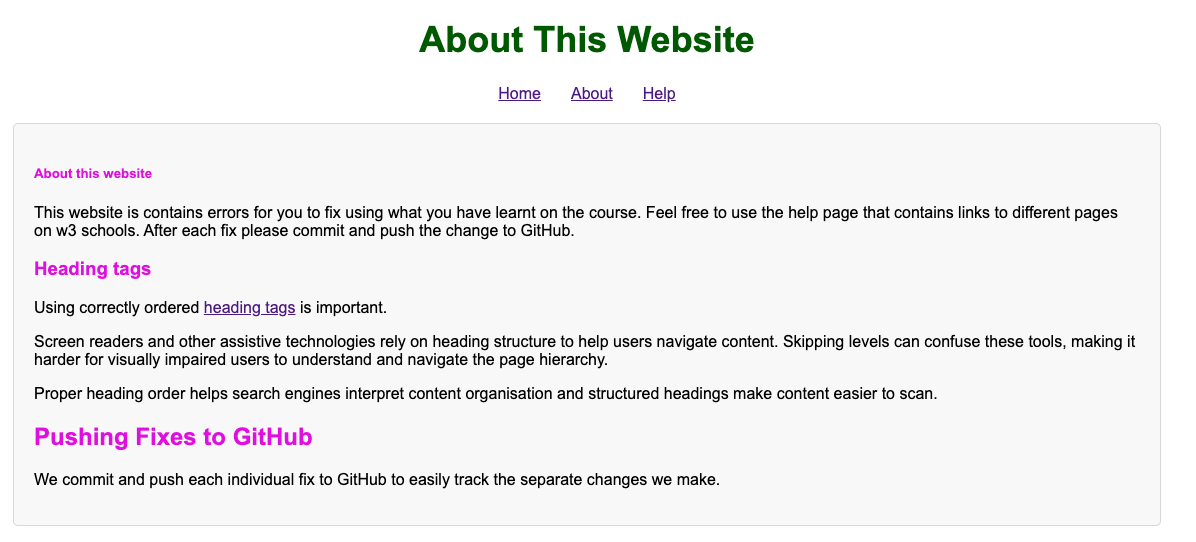 About This Website
Home About Help
About this website
This website is contains errors for you to fix using what you have learnt on the course. Feel free to use the help page that contains links to different pages
on w3 schools. After each fix please commit and push the change to GitHub.
Heading tags
Using correctly ordered heading tags is important.
Screen readers and other assistive technologies rely on heading structure to help users navigate content. Skipping levels can confuse these tools, making it
harder for visually impaired users to understand and navigate the page hierarchy.
Proper heading order helps search engines interpret content organisation and structured headings make content easier to scan.
Pushing Fixes to GitHub
We commit and push each individual fix to GitHub to easily track the separate changes we make.